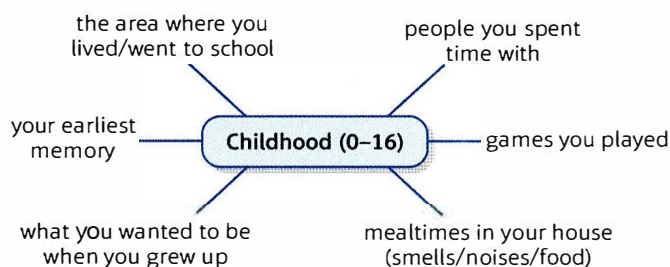 the area where you
lived/went to school
people you spent
time with
your earliest
memory
Childhood (0–16)
games you played
what you wanted to be
when you grew up
mealtimes in your house
(smells/noises/food)